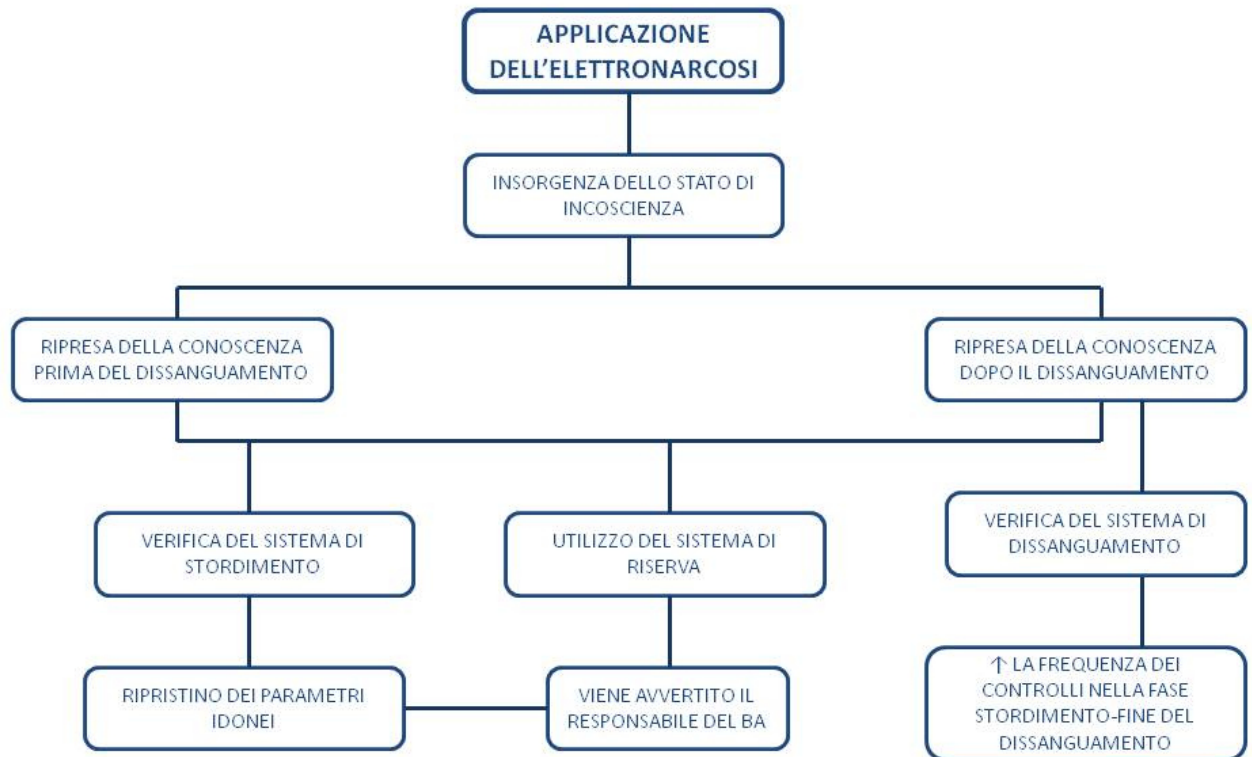 APPLICAZIONE
DELL'ELETTRONARCOSI
INSORGENZA DELLO STATO DI
INCOSCIENZA
RIPRESA DELLA CONOSCENZA
PRIMA DEL DISSANGUAMENTO
RIPRESA DELLA CONOSCENZA
DOPO IL DISSANGUAMENTO
VERIFICA DEL SISTEMA DI
STORDIMENTO
UTILIZZO DEL SISTEMA DI
RISERVA
VERIFICA DEL SISTEMA DI
DISSANGUAMENTO
RIPRISTINO DEI PARAMETRI
IDONEI
VIENE AVVERTITO IL
RESPONSABILE DEL BA
↑ LA FREQUENZA DEI
CONTROLLI NELLA FASE
STORDIMENTO-FINE DEL
DISSANGUAMENTO